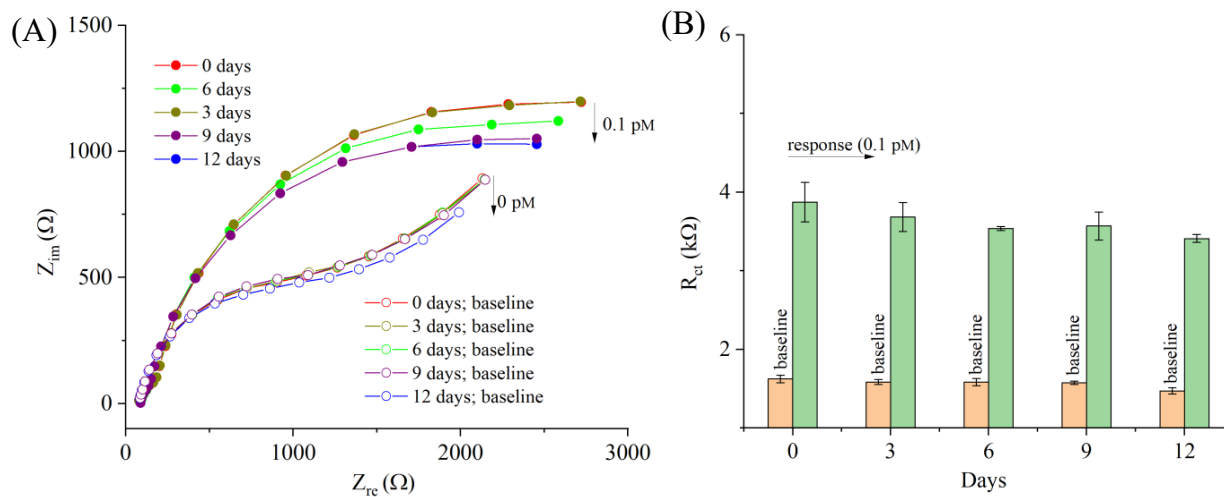 (A)
1500
1000
500
0
Z_im (Ω)
0 days
6 days
3 days
9 days
12 days
0.1 pM
0 pM
0 days; baseline
3 days; baseline
6 days; baseline
9 days; baseline
12 days; baseline
0 1000 2000 3000
Z_re (Ω)
(B)
6
4
2
R_ct (kΩ)
response (0.1 pM)
baseline
baseline
baseline
baseline
baseline
0 3 6 9 12
Days